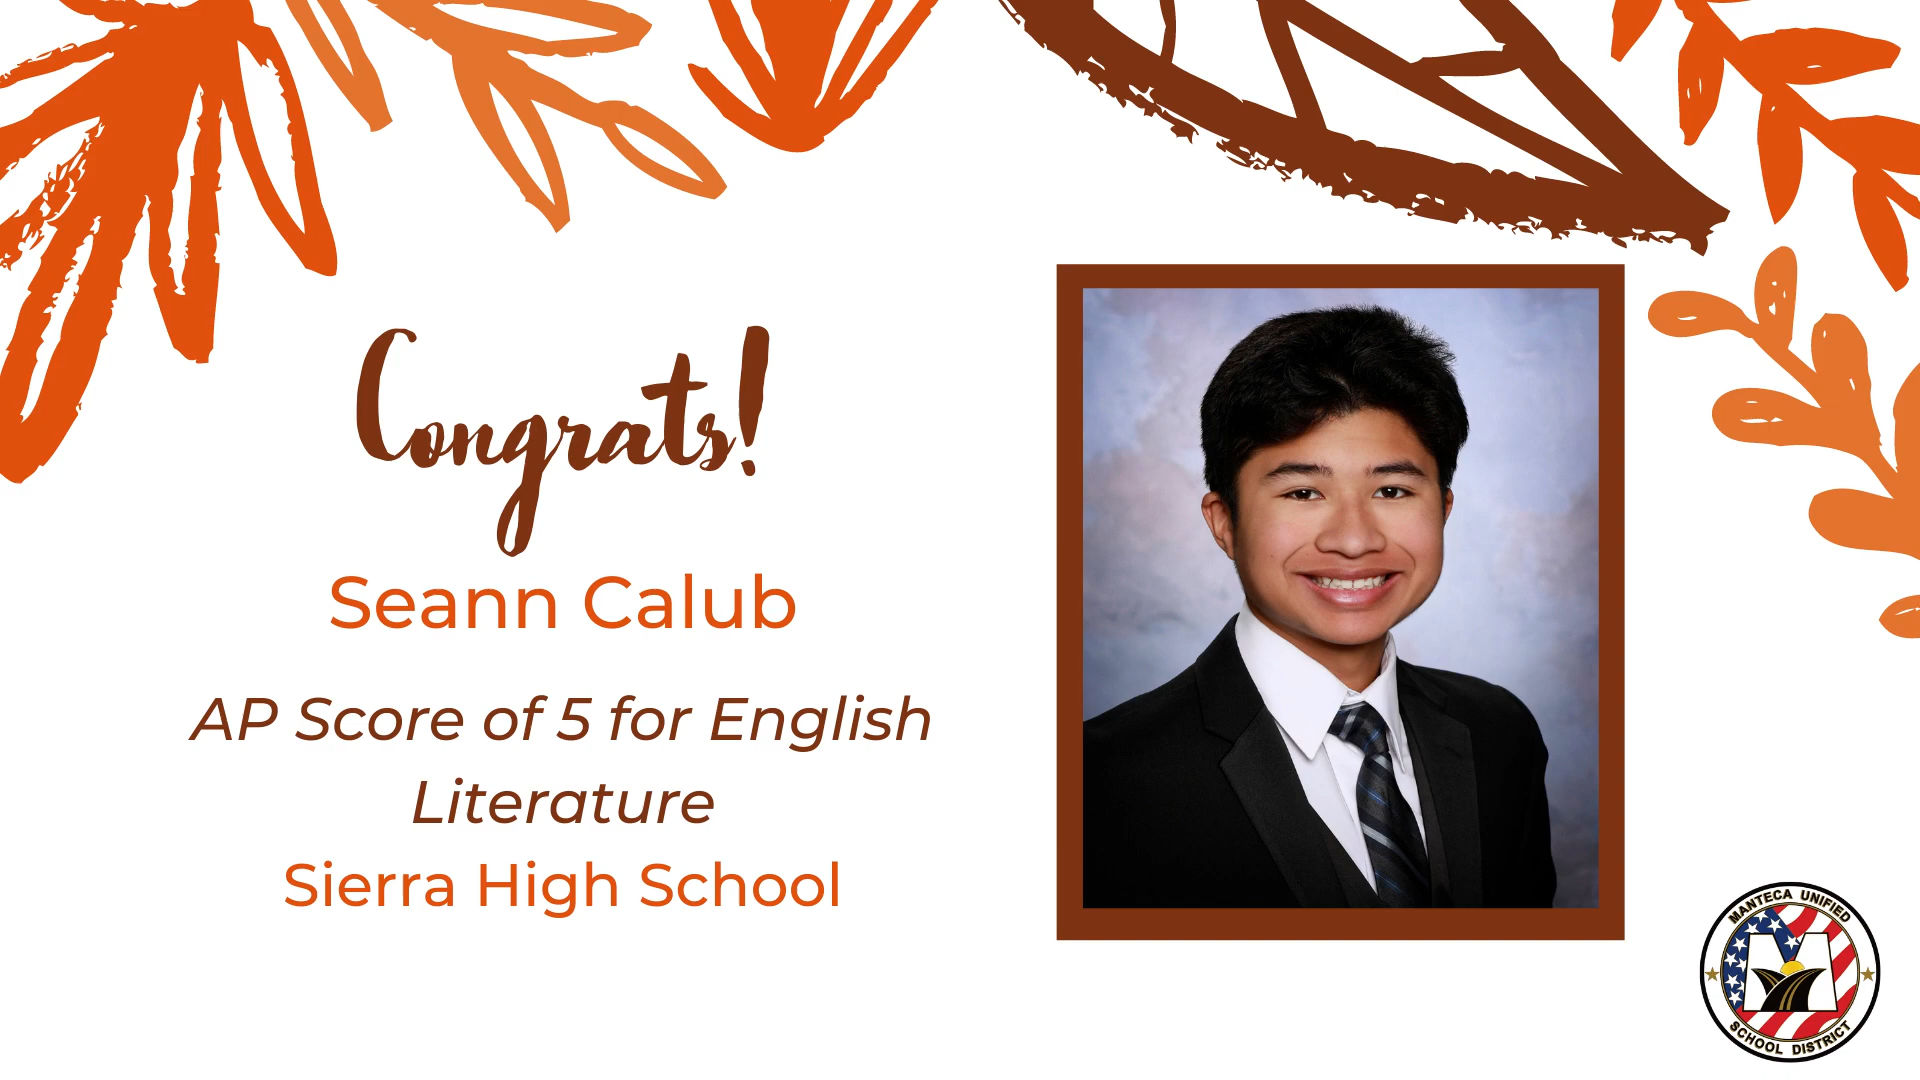 Congrats!
Seann Calub
AP Score of 5 for English
Literature
Sierra High School
MANTECA UNIFIED
SCHOOL DISTRICT